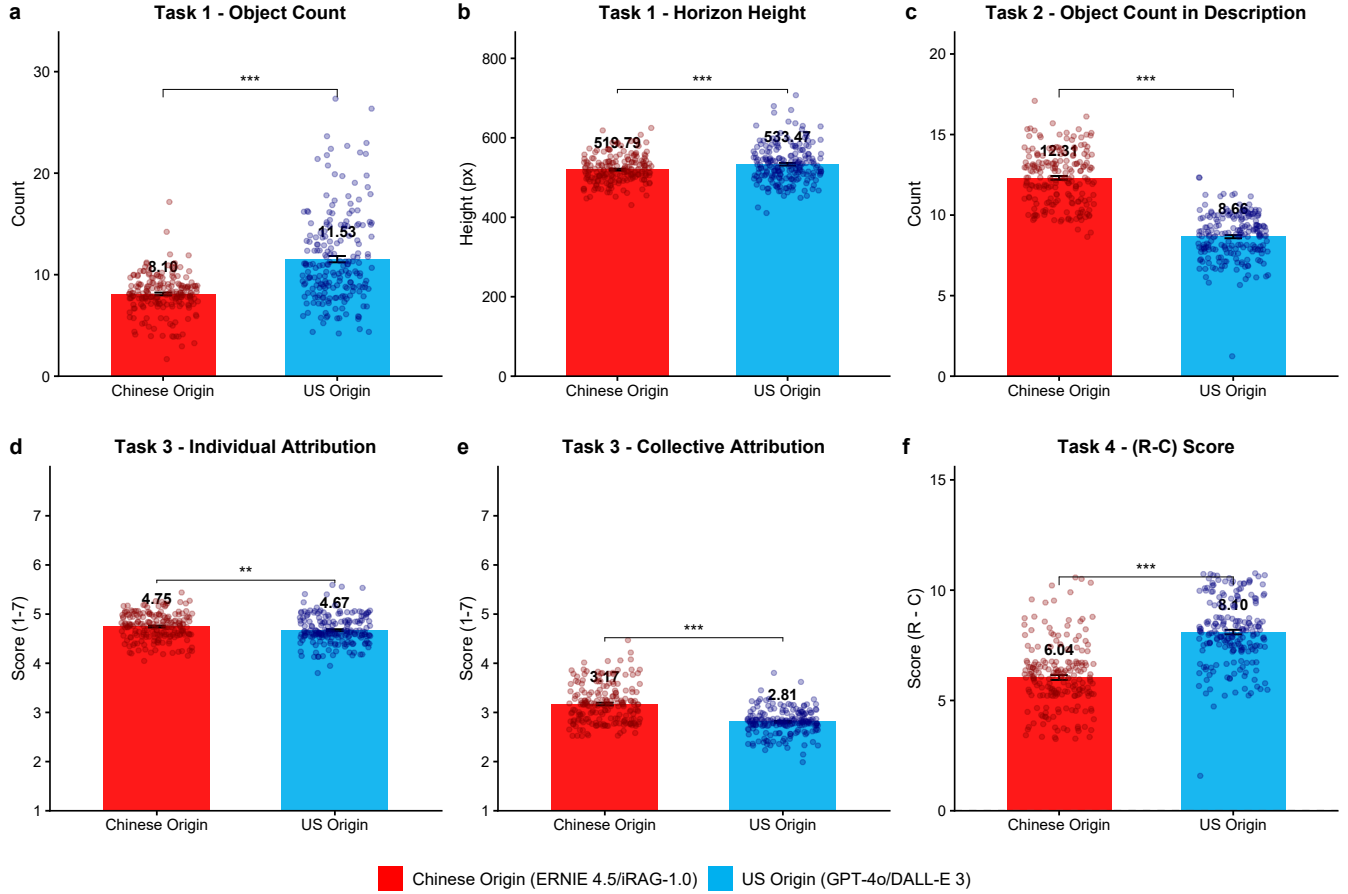 a Task 1 - Object Count
Count
30
20
10
0
***
8.10
11.53
Chinese Origin US Origin
b Task 1 - Horizon Height
Height (px)
800
600
400
200
0
***
519.79
533.47
Chinese Origin US Origin
c Task 2 - Object Count in Description
Count
20
15
10
5
0
***
12.31
8.66
Chinese Origin US Origin
d Task 3 - Individual Attribution
Score (1-7)
7
6
5
4
3
2
1
**
4.75
4.67
Chinese Origin US Origin
e Task 3 - Collective Attribution
Score (1-7)
7
6
5
4
3
2
1
***
3.17
2.81
Chinese Origin US Origin
f Task 4 - (R-C) Score
Score (R - C)
15
10
5
0
***
6.04
8.10
Chinese Origin US Origin
Chinese Origin (ERNIE 4.5/iRAG-1.0) US Origin (GPT-4o/DALL-E 3)